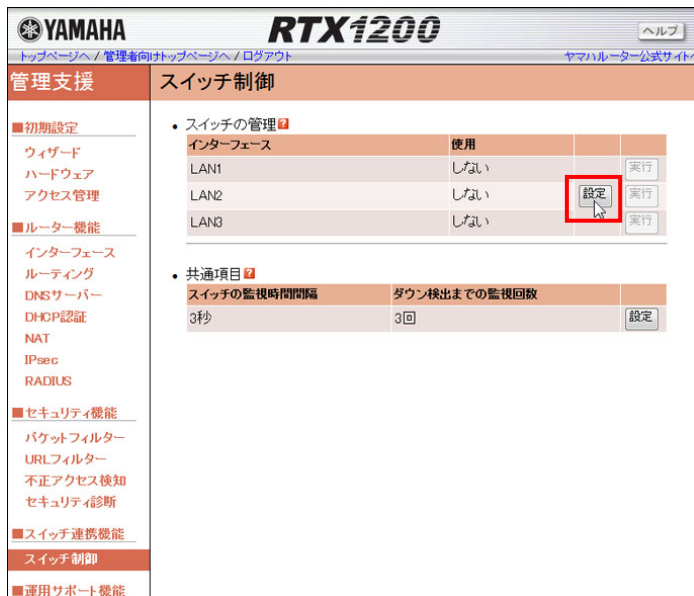 YAMAHA
RTX1200
ヘルプ
トップページへ / 管理者向けトップページへ / ログアウト
ヤマハルーター公式サイトへ
管理支援
スイッチ制御
■初期設定
ウィザード
ハードウェア
アクセス管理
■ルーター機能
インターフェース
ルーティング
DNSサーバー
DHCP認証
NAT
IPsec
RADIUS
■セキュリティ機能
パケットフィルター
URLフィルター
不正アクセス検知
セキュリティ診断
■スイッチ連携機能
スイッチ制御
■運用サポート機能
• スイッチの管理?
インターフェース 使用
LAN1 しない 実行
LAN2 しない 設定 実行
LAN3 しない 実行
• 共通項目?
スイッチの監視時間間隔 ダウン検出までの監視回数
3秒 3回 設定